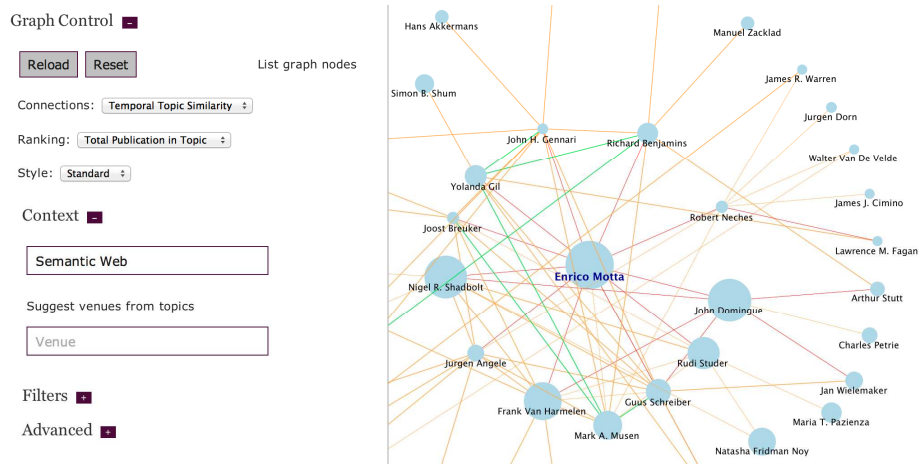 Graph Control -
Reload Reset List graph nodes
Connections: Temporal Topic Similarity
Ranking: Total Publication in Topic
Style: Standard
Context -
Semantic Web
Suggest venues from topics
Venue
Filters +
Advanced +
Hans Akkermans
Manuel Zacklad
James R. Warren
Simon B. Shum
Jurgen Dorn
John H. Gennari
Richard Benjamins
Walter Van De Velde
Yolanda Gil
James J. Cimino
Joost Breuker
Robert Neches
Lawrence M. Fagan
Enrico Motta
Nigel R. Shadbolt
Arthur Stutt
John Domingue
Charles Petrie
Jurgen Angele
Rudi Studer
Jan Wielemaker
Frank Van Harmelen
Guus Schreiber
Maria T. Pazienza
Mark A. Musen
Natasha Fridman Noy